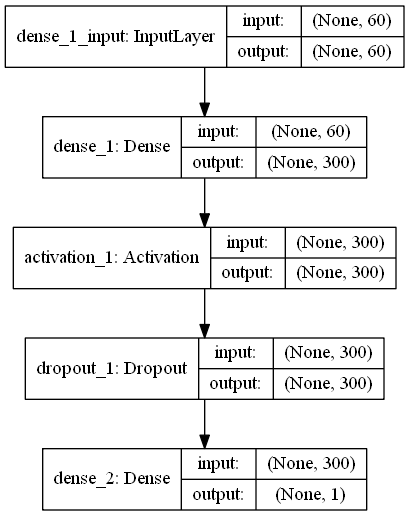 dense_1_input: InputLayer
input: (None, 60)
output: (None, 60)
dense_1: Dense
input: (None, 60)
output: (None, 300)
activation_1: Activation
input: (None, 300)
output: (None, 300)
dropout_1: Dropout
input: (None, 300)
output: (None, 300)
dense_2: Dense
input: (None, 300)
output: (None, 1)